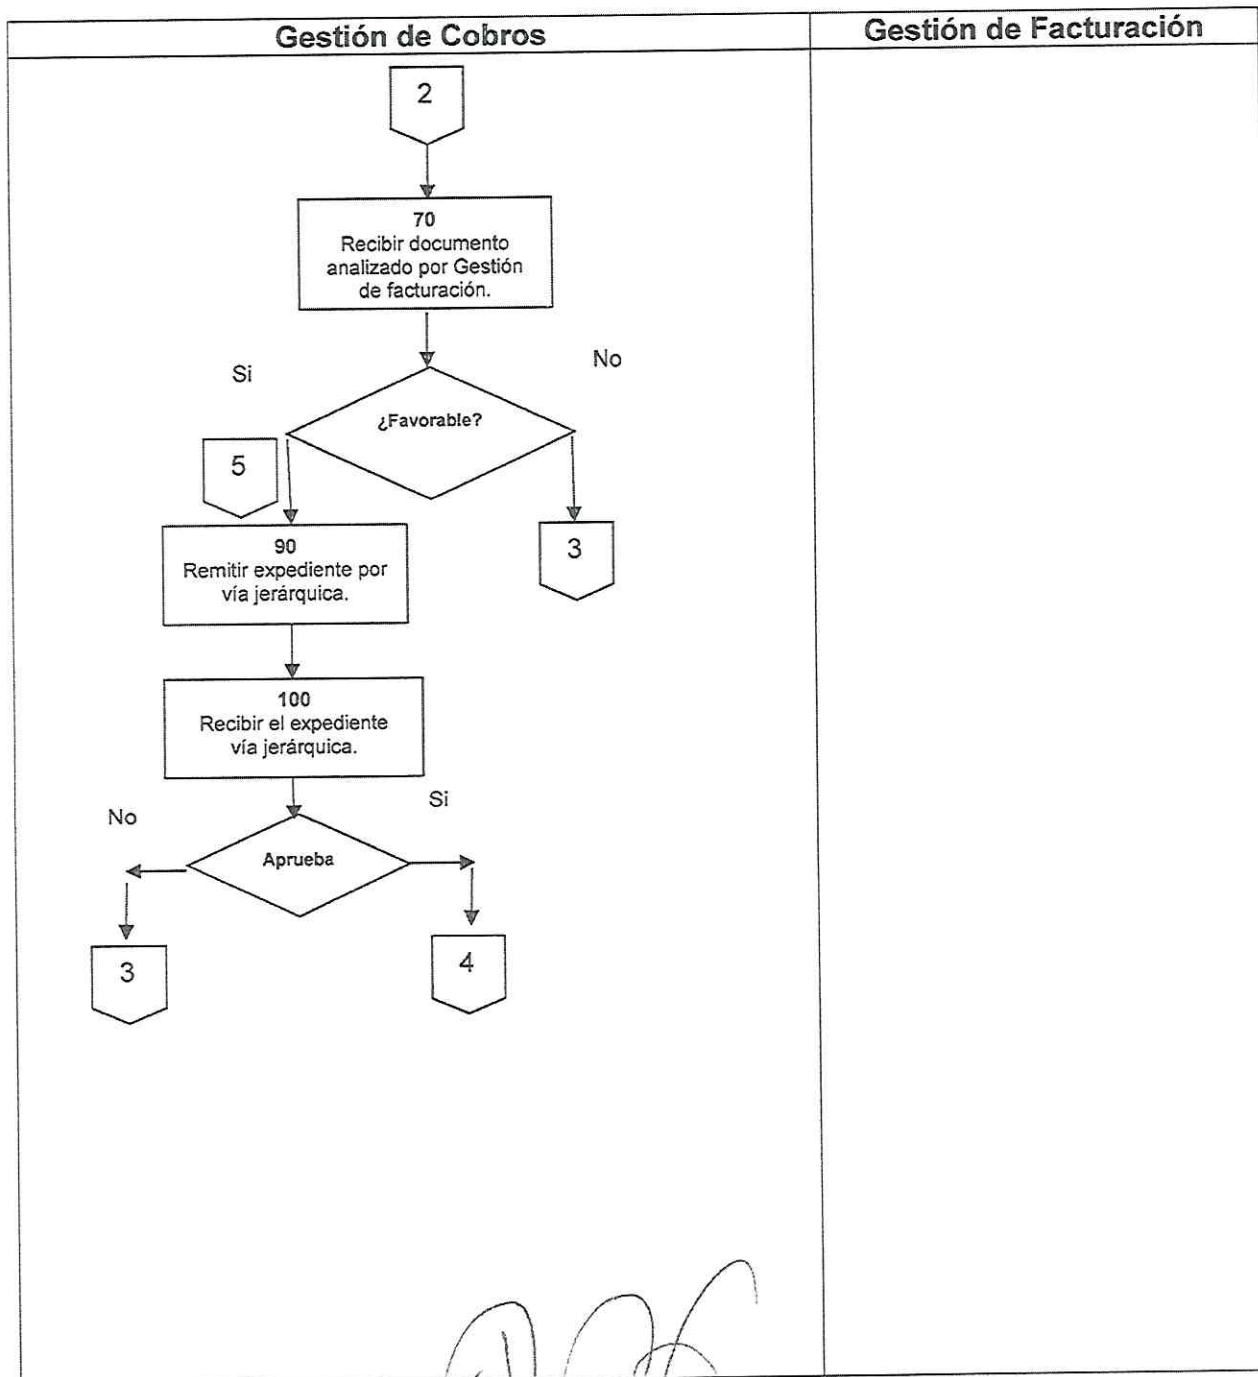 Gestión de Cobros
Gestión de Facturación
2
70
Recibir documento
analizado por Gestión
de facturación.
Si
No
¿Favorable?
5
3
90
Remitir expediente por
vía jerárquica.
100
Recibir el expediente
vía jerárquica.
No
Si
Aprueba
3
4